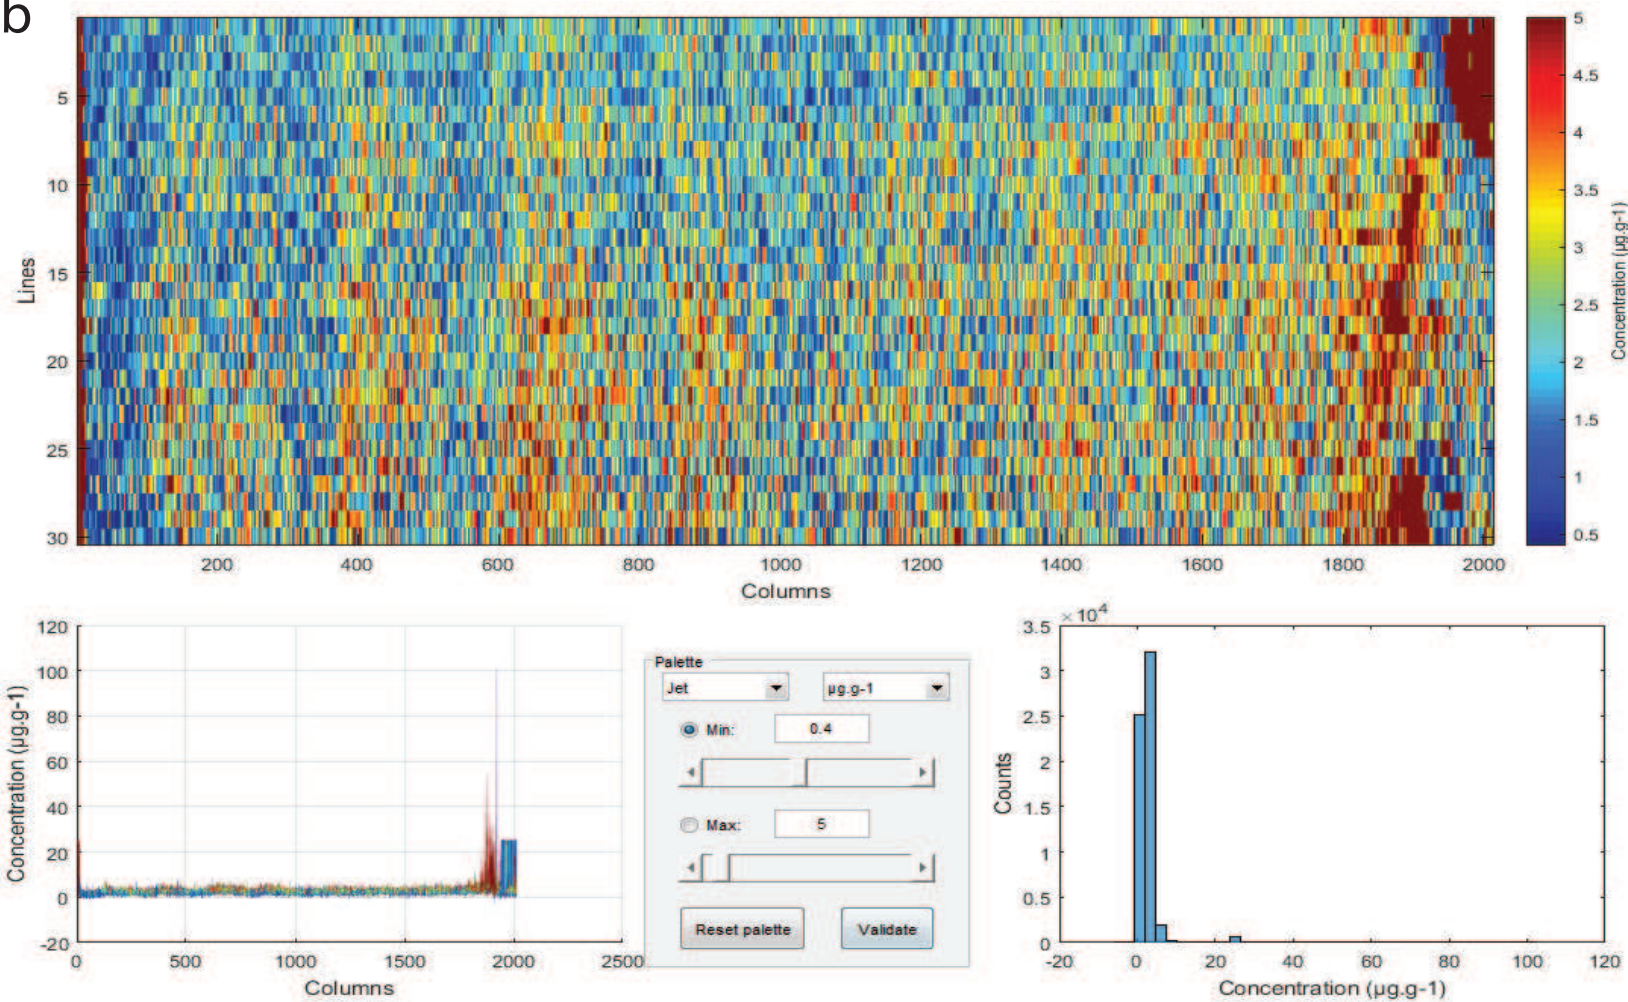 b
5
10
15
20
25
30
Lines
200 400 600 800 1000 1200 1400 1600 1800 2000
Columns
5
4.5
4
3.5
3
2.5
2
1.5
1
0.5
Concentration (µg.g-1)
120
100
80
60
40
20
0
-20
Concentration (µg.g-1)
0 500 1000 1500 2000 2500
Columns
Palette
Jet µg.g-1
Min: 0.4
Max: 5
Reset palette Validate
×10⁴
3.5
3
2.5
2
1.5
1
0.5
0
Counts
-20 0 20 40 60 80 100 120
Concentration (µg.g-1)